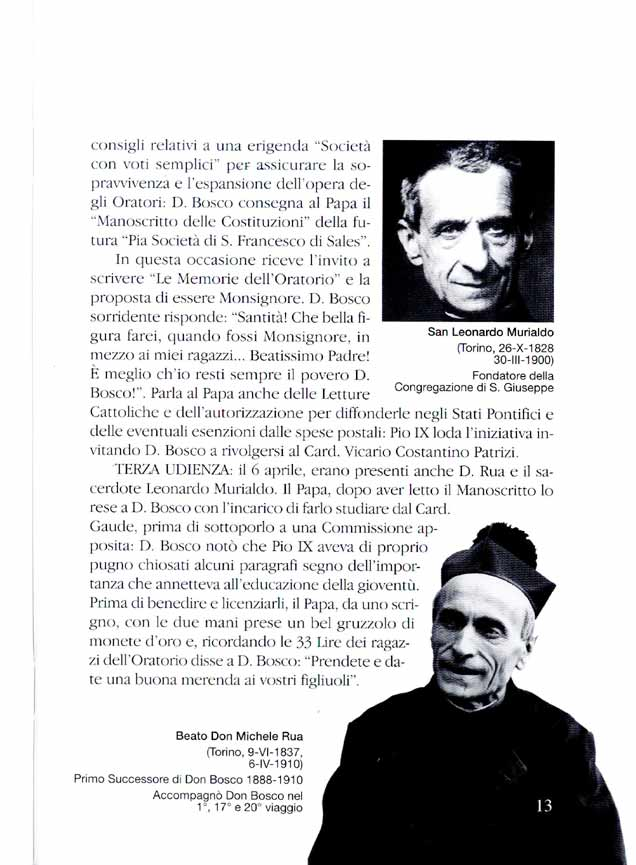 consigli relativi a una erigenda “Società
con voti semplici” per assicurare la so-
pravvivenza e l'espansione dell'opera de-
gli Oratori: D. Bosco consegna al Papa il
“Manoscritto delle Costituzioni” della fu-
tura “Pia Società di S. Francesco di Sales”.
In questa occasione riceve l'invito a
scrivere “Le Memorie dell'Oratorio” e la
proposta di essere Monsignore. D. Bosco
sorridente risponde: “Santità! Che bella fi-
gura farei, quando fossi Monsignore, in
mezzo ai miei ragazzi... Beatissimo Padre!
È meglio ch'io resti sempre il povero D.
Bosco!”. Parla al Papa anche delle Letture
Cattoliche e dell'autorizzazione per diffonderle negli Stati Pontifici e
delle eventuali esenzioni dalle spese postali: Pio IX loda l'iniziativa in-
vitando D. Bosco a rivolgersi al Card. Vicario Costantino Patrizi.
TERZA UDIENZA: il 6 aprile, erano presenti anche D. Rua e il sa-
cerdote Leonardo Murialdo. Il Papa, dopo aver letto il Manoscritto lo
rese a D. Bosco con l'incarico di farlo studiare dal Card.
Gaude, prima di sottoporlo a una Commissione ap-
posita: D. Bosco notò che Pio IX aveva di proprio
pugno chiosati alcuni paragrafi segno dell'impor-
tanza che annetteva all'educazione della gioventù.
Prima di benedire e licenziarli, il Papa, da uno scri-
gno, con le due mani prese un bel gruzzolo di
monete d'oro e, ricordando le 33 Lire dei ragaz-
zi dell'Oratorio disse a D. Bosco: “Prendete e da-
te una buona merenda ai vostri figliuoli”.
San Leonardo Murialdo
(Torino, 26-X-1828
30-III-1900)
Fondatore della
Congregazione di S. Giuseppe
Beato Don Michele Rua
(Torino, 9-VI-1837,
6-IV-1910)
Primo Successore di Don Bosco 1888-1910
Accompagnò Don Bosco nel
1°, 17° e 20° viaggio
13